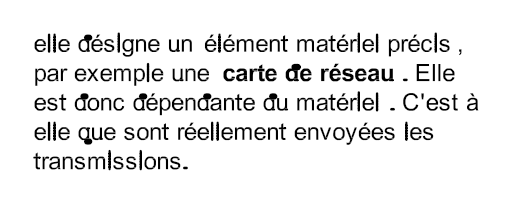 elle désigne un élément matériel précis ,
par exemple une carte de réseau . Elle
est donc dépendante du matériel . C'est à
elle que sont réellement envoyées les
transmissions.